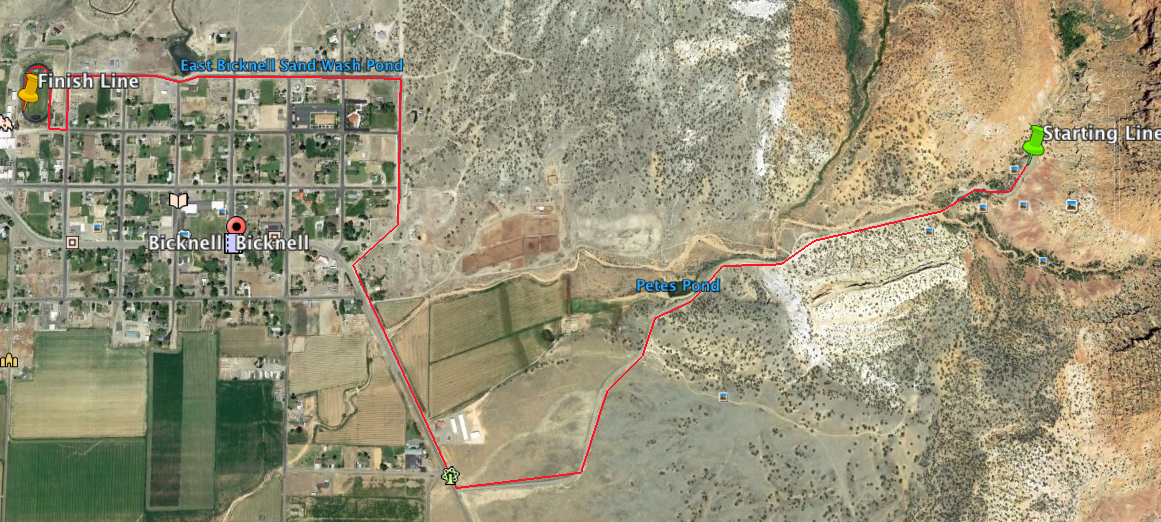 East Bicknell Sand Wash Pond
Finish Line
Starting Line
Bicknell
Bicknell
Petes Pond